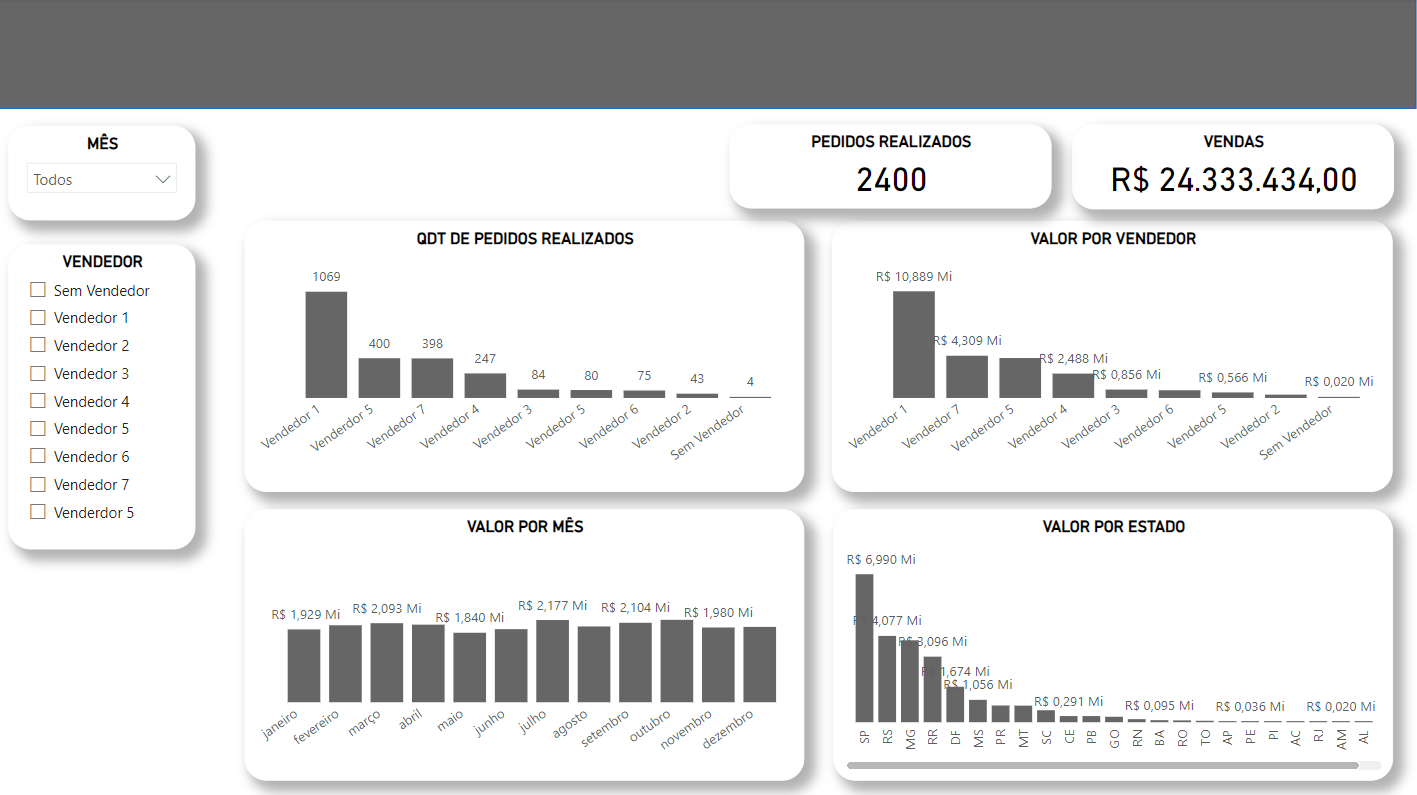 MÊS
Todos
PEDIDOS REALIZADOS
2400
VENDAS
R$ 24.333.434,00
VENDEDOR
Sem Vendedor
Vendedor 1
Vendedor 2
Vendedor 3
Vendedor 4
Vendedor 5
Vendedor 6
Vendedor 7
Venderdor 5
QDT DE PEDIDOS REALIZADOS
1069
400
398
247
84
80
75
43
4
Vendedor 1
Venderdor 5
Vendedor 7
Vendedor 4
Vendedor 3
Vendedor 5
Vendedor 6
Vendedor 2
Sem Vendedor
VALOR POR VENDEDOR
R$ 10,889 Mi
R$ 4,309 Mi
R$ 2,488 Mi
R$ 0,856 Mi
R$ 0,566 Mi
R$ 0,020 Mi
Vendedor 1
Vendedor 7
Venderdor 5
Vendedor 4
Vendedor 3
Vendedor 6
Vendedor 5
Vendedor 2
Sem Vendedor
VALOR POR MÊS
R$ 1,929 Mi
R$ 2,093 Mi
R$ 1,840 Mi
R$ 2,177 Mi
R$ 2,104 Mi
R$ 1,980 Mi
janeiro
fevereiro
março
abril
maio
junho
julho
agosto
setembro
outubro
novembro
dezembro
VALOR POR ESTADO
R$ 6,990 Mi
R$ 4,077 Mi
R$ 3,096 Mi
R$ 1,674 Mi
R$ 1,056 Mi
R$ 0,291 Mi
R$ 0,095 Mi
R$ 0,036 Mi
R$ 0,020 Mi
SP
RS
MG
RR
DF
MS
PR
MT
SC
CE
PB
GO
RN
BA
RO
TO
AP
PE
PI
AC
RJ
AM
AL